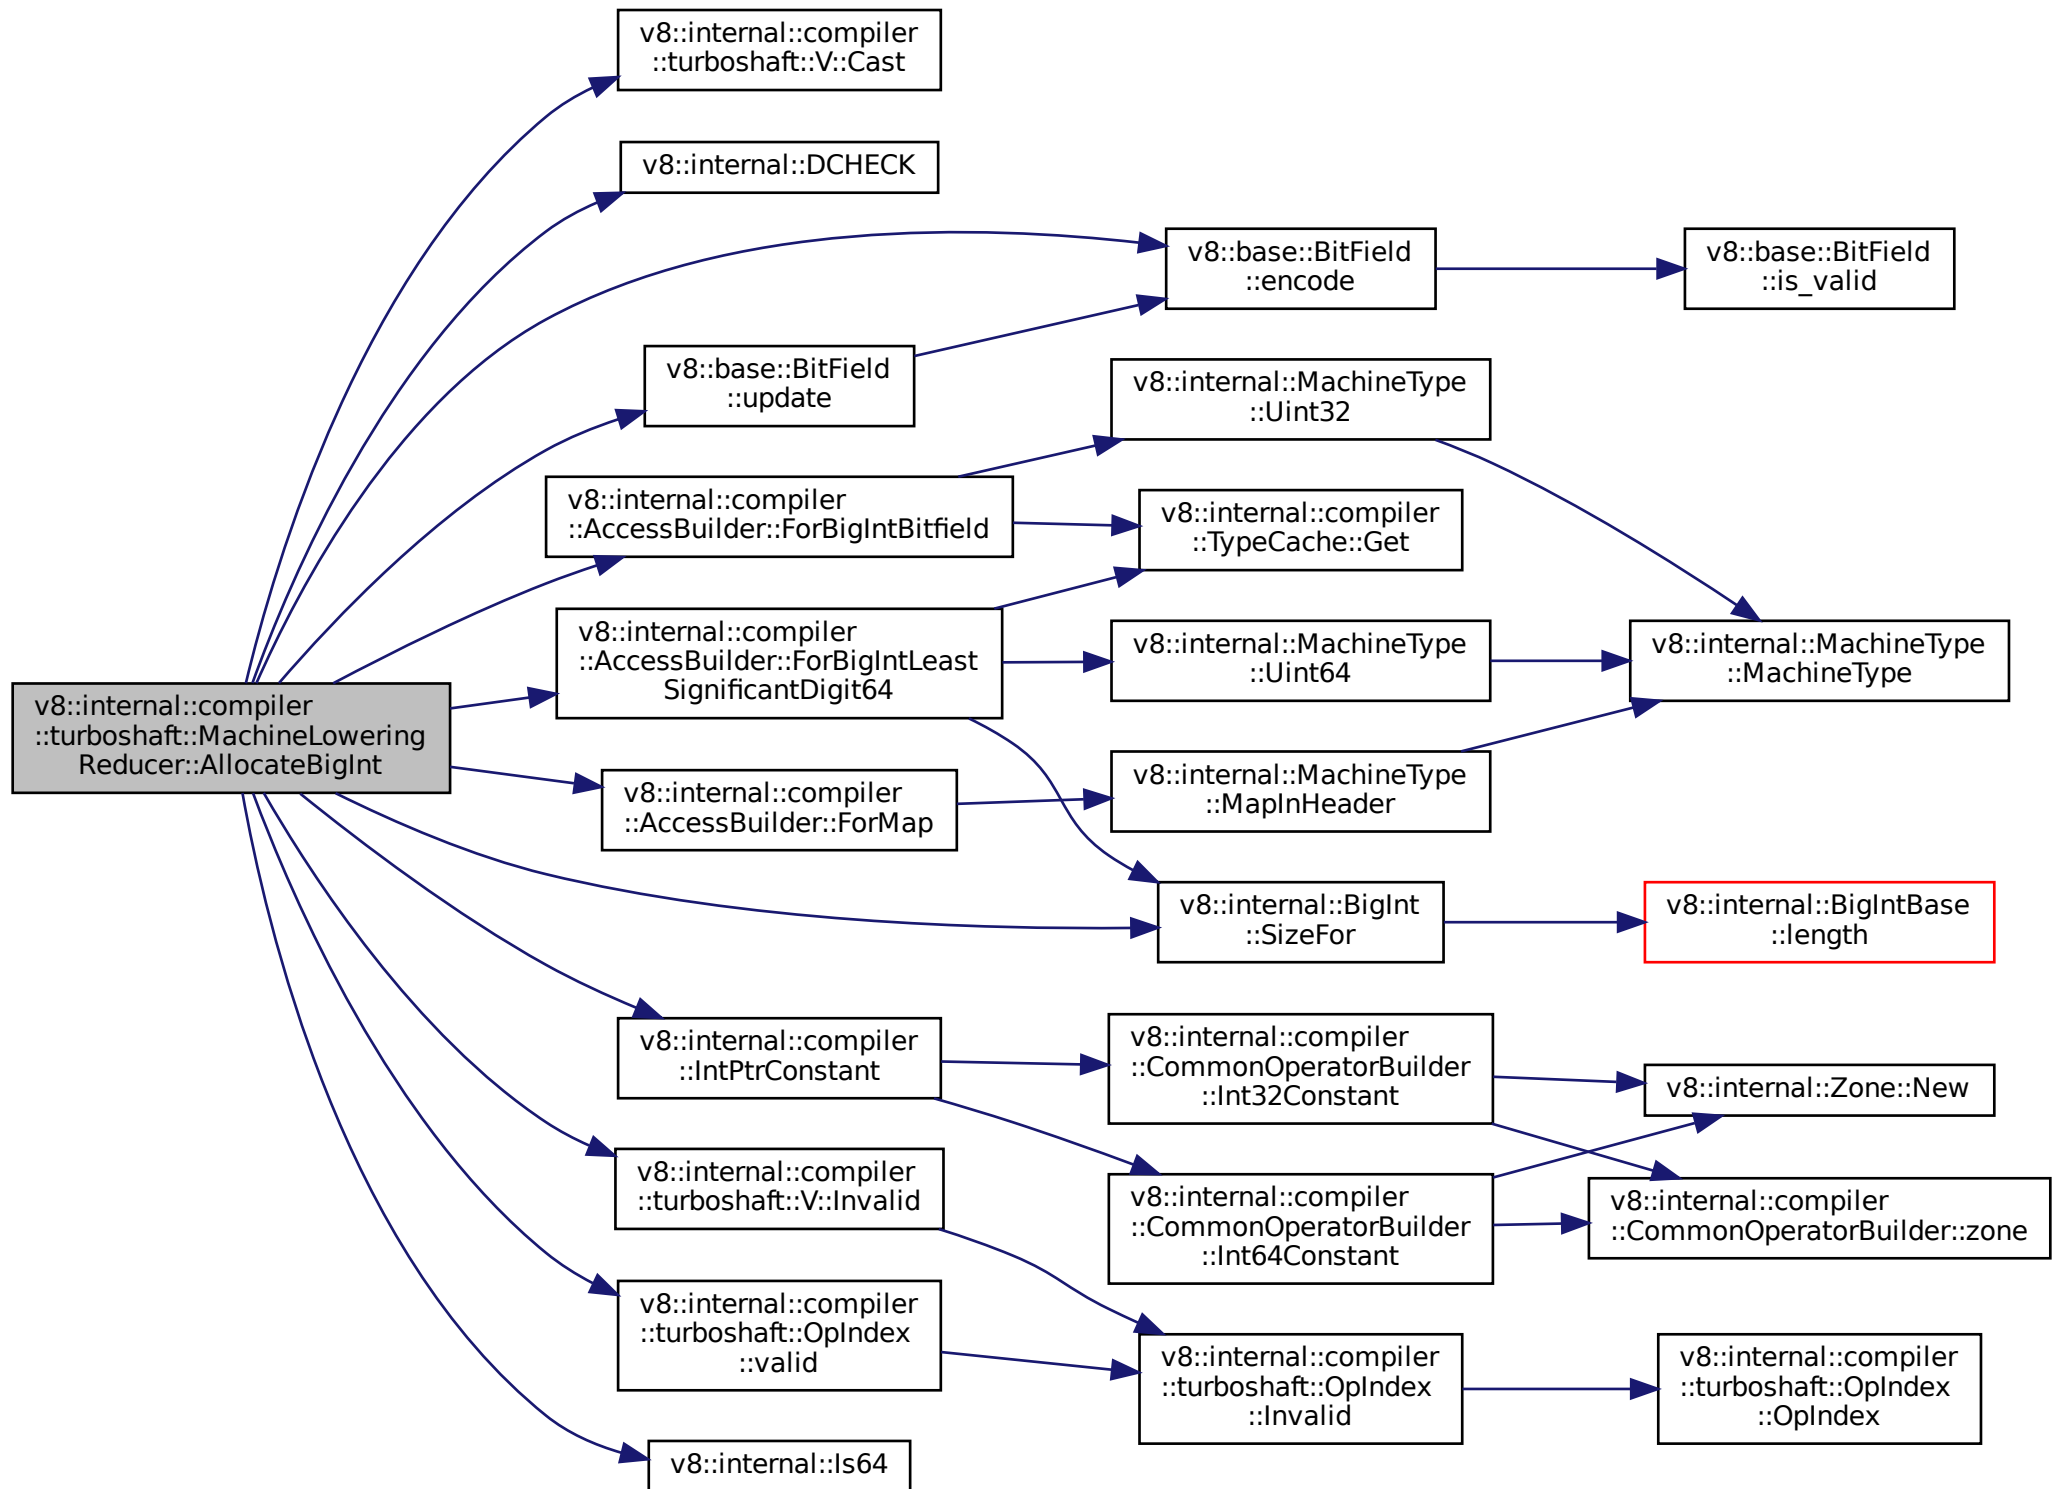 v8::internal::compiler
::turboshaft::V::Cast
v8::internal::DCHECK
v8::base::BitField
::encode
v8::base::BitField
::is_valid
v8::base::BitField
::update
v8::internal::MachineType
::Uint32
v8::internal::compiler
::AccessBuilder::ForBigIntBitfield
v8::internal::compiler
::TypeCache::Get
v8::internal::compiler
::AccessBuilder::ForBigIntLeast
SignificantDigit64
v8::internal::MachineType
::Uint64
v8::internal::MachineType
::MachineType
v8::internal::compiler
::turboshaft::MachineLowering
Reducer::AllocateBigInt
v8::internal::compiler
::AccessBuilder::ForMap
v8::internal::MachineType
::MapInHeader
v8::internal::BigInt
::SizeFor
v8::internal::BigIntBase
::length
v8::internal::compiler
::IntPtrConstant
v8::internal::compiler
::CommonOperatorBuilder
::Int32Constant
v8::internal::Zone::New
v8::internal::compiler
::turboshaft::V::Invalid
v8::internal::compiler
::CommonOperatorBuilder
::Int64Constant
v8::internal::compiler
::CommonOperatorBuilder::zone
v8::internal::compiler
::turboshaft::OpIndex
::valid
v8::internal::compiler
::turboshaft::OpIndex
::Invalid
v8::internal::compiler
::turboshaft::OpIndex
::OpIndex
v8::internal::Is64